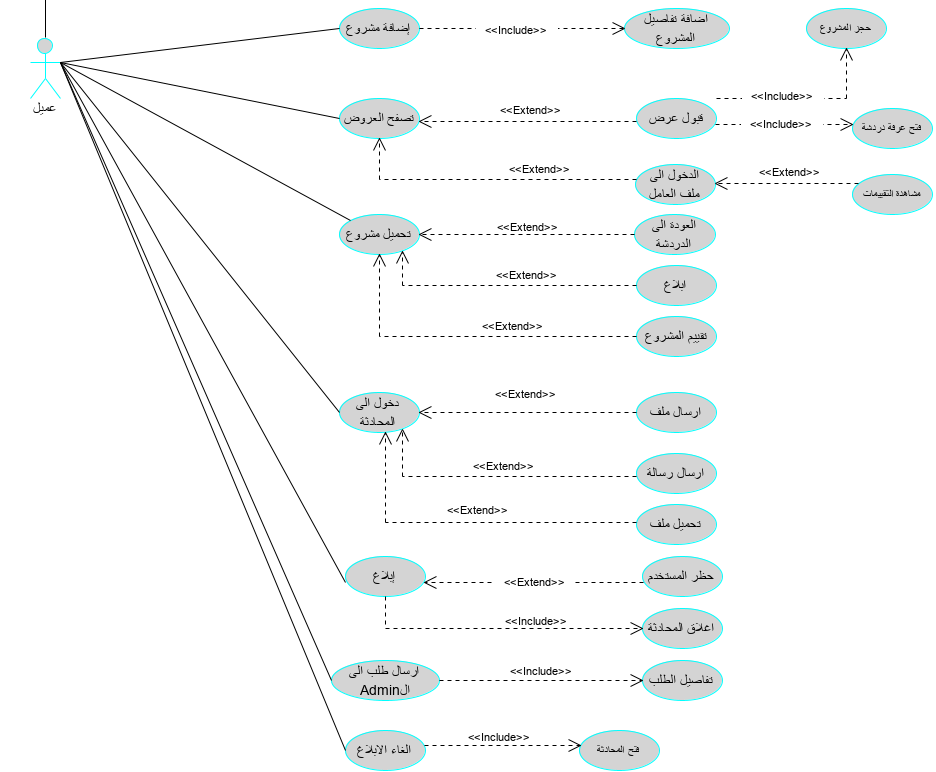 إضافة مشروع
<<Include>>
اضافة تفاصيل
المشروع
حجز المشروع
عميل
<<Include>>
تصفح العروض
<<Extend>>
قبول عرض
<<Include>>
فتح غرفة دردشة
<<Extend>>
الدخول الى
ملف العامل
<<Extend>>
مشاهدة التقييمات
تحميل مشروع
<<Extend>>
العودة الى
الدردشة
<<Extend>>
ابلاغ
<<Extend>>
تقييم المشروع
دخول الى
المحادثة
<<Extend>>
ارسال ملف
<<Extend>>
ارسال رسالة
<<Extend>>
تحميل ملف
إبلاغ
<<Extend>>
حظر المستخدم
<<Include>>
اغلاق المحادثة
ارسال طلب الى
الAdmin
<<Include>>
تفاصيل الطلب
الغاء الابلاغ
<<Include>>
فتح المحادثة